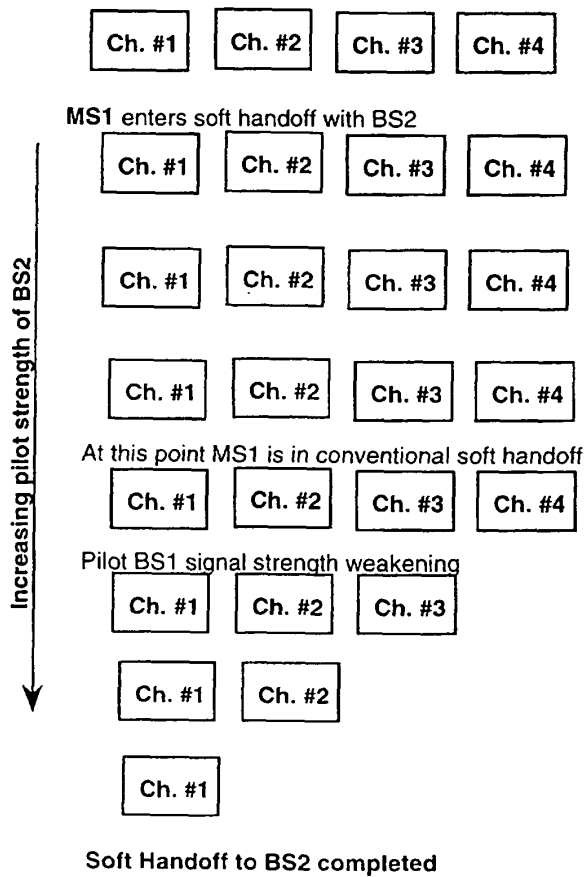 Ch. #1 Ch. #2 Ch. #3 Ch. #4
MS1 enters soft handoff with BS2
Ch. #1 Ch. #2 Ch. #3 Ch. #4
Ch. #1 Ch. #2 Ch. #3 Ch. #4
Ch. #1 Ch. #2 Ch. #3 Ch. #4
At this point MS1 is in conventional soft handoff
Ch. #1 Ch. #2 Ch. #3 Ch. #4
Pilot BS1 signal strength weakening
Ch. #1 Ch. #2 Ch. #3
Ch. #1 Ch. #2
Ch. #1
Soft Handoff to BS2 completed
Increasing pilot strength of BS2